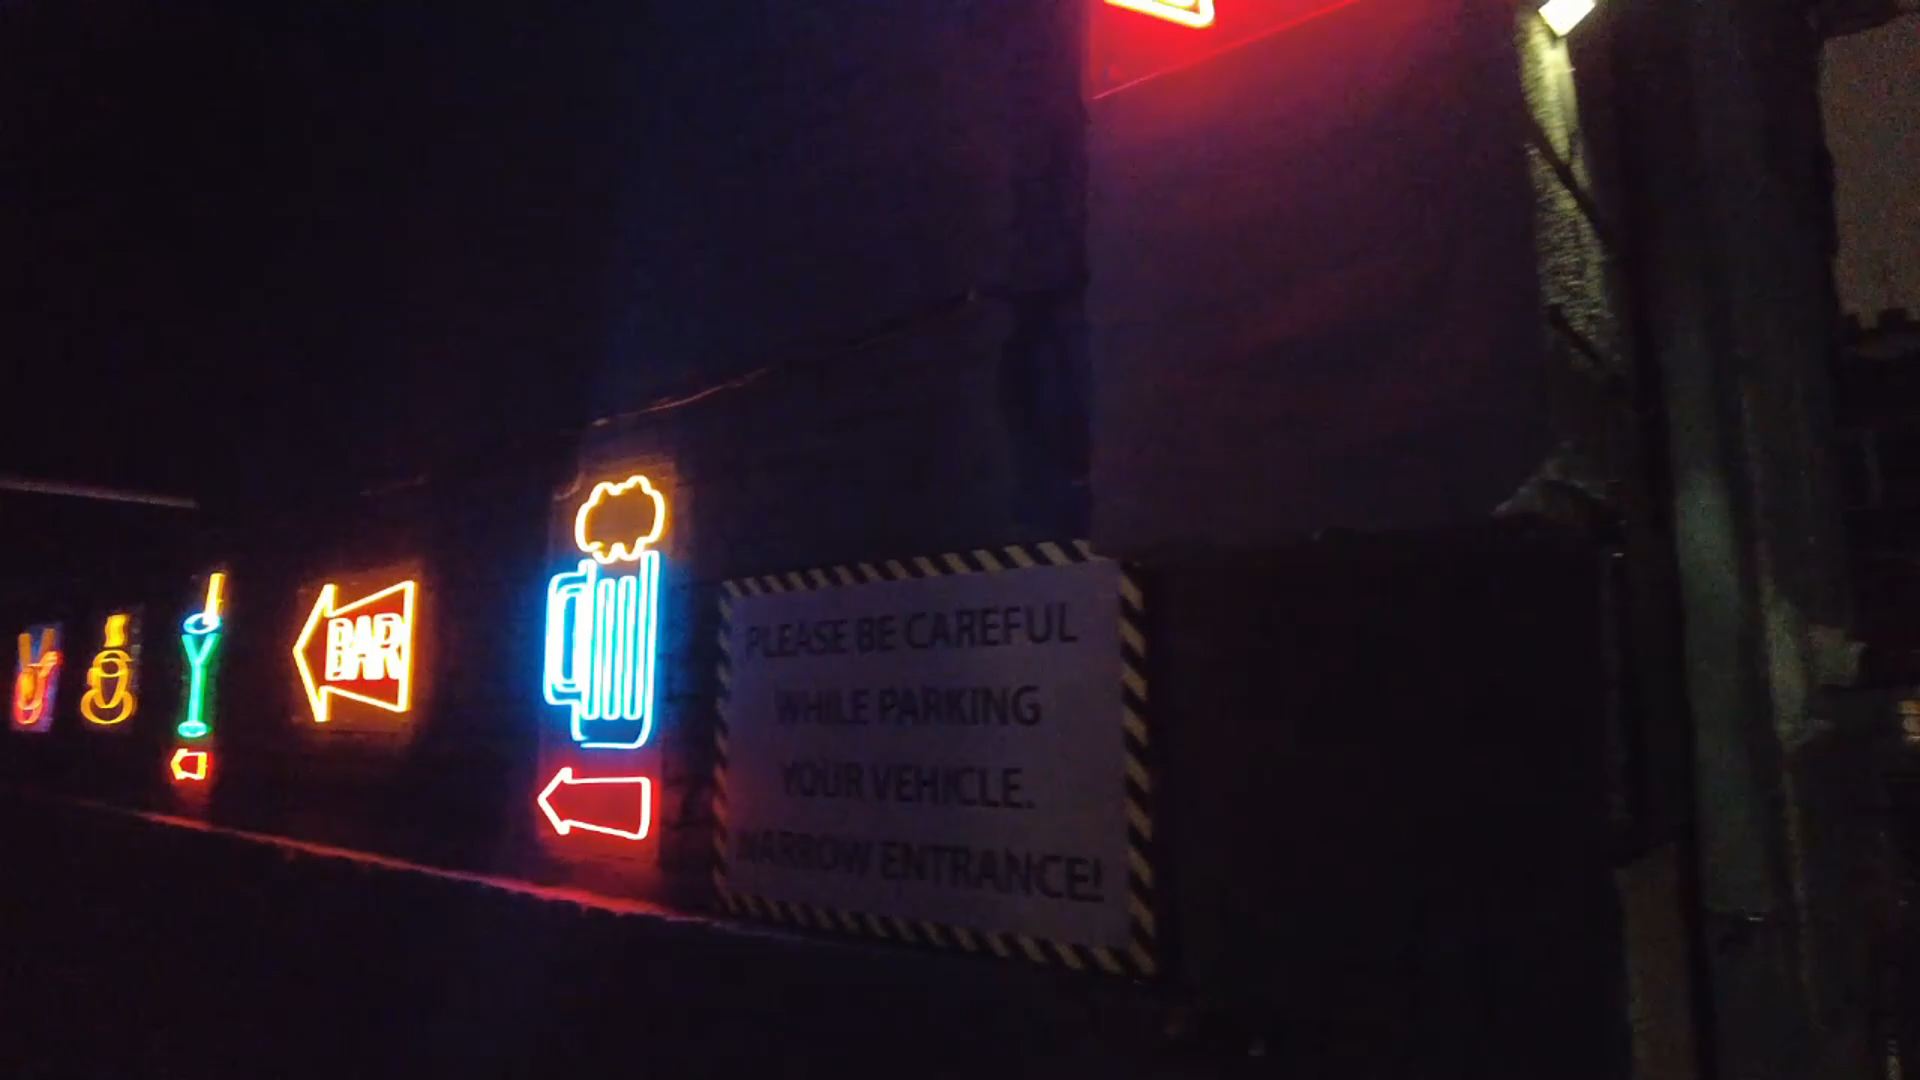 BAR
PLEASE BE CAREFUL
WHILE PARKING
YOUR VEHICLE.
NARROW ENTRANCE!